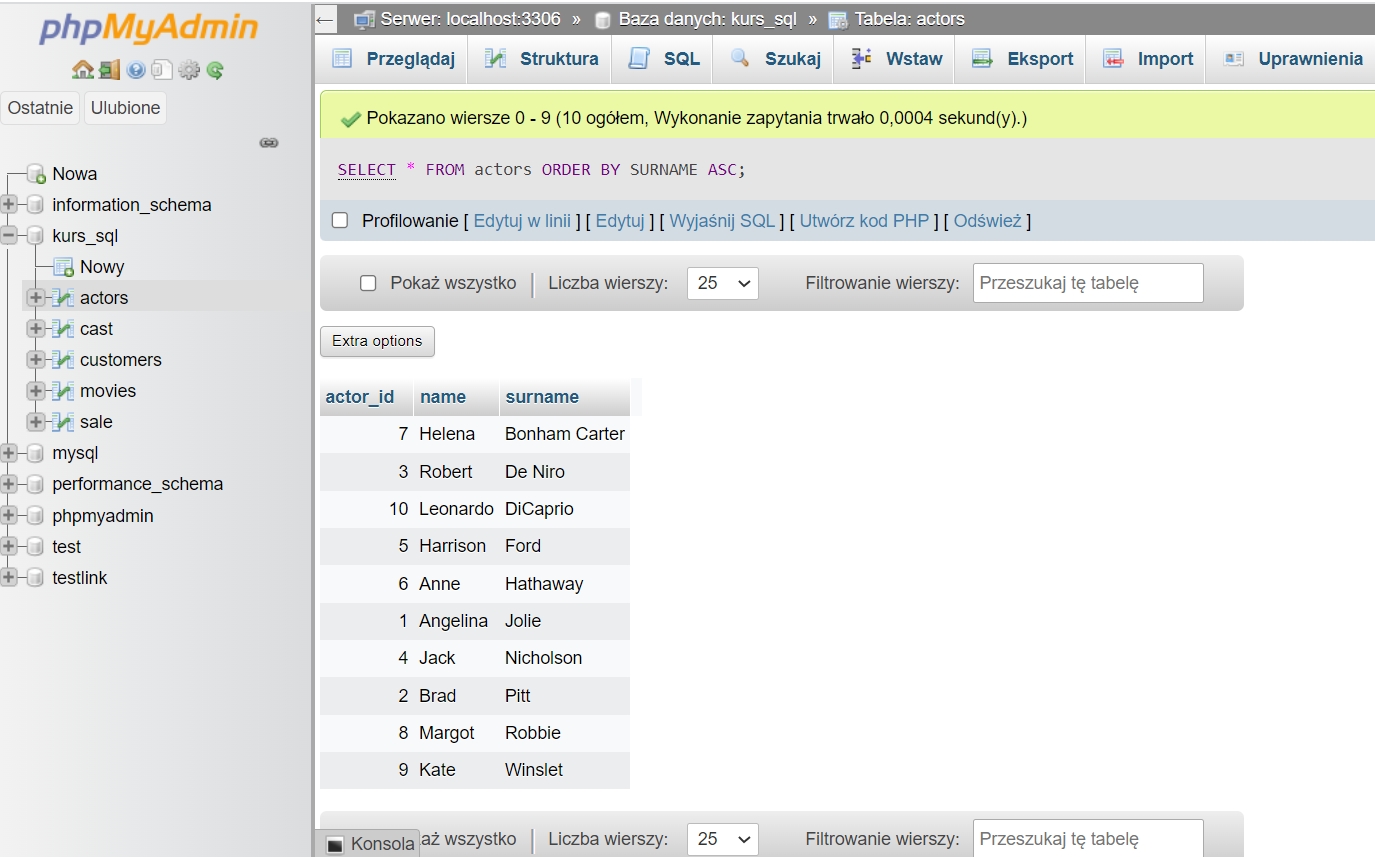 phpMyAdmin
Ostatnie Ulubione
Nowa
information_schema
kurs_sql
Nowy
actors
cast
customers
movies
sale
mysql
performance_schema
phpmyadmin
test
testlink
Serwer: localhost:3306 » Baza danych: kurs_sql » Tabela: actors
Przeglądaj Struktura SQL Szukaj Wstaw Eksport Import Uprawnienia
Pokazano wiersze 0 - 9 (10 ogółem, Wykonanie zapytania trwało 0,0004 sekund(y).)
SELECT * FROM actors ORDER BY SURNAME ASC;
Profilowanie [ Edytuj w linii ] [ Edytuj ] [ Wyjaśnij SQL ] [ Utwórz kod PHP ] [ Odśwież ]
Pokaż wszystko | Liczba wierszy: 25 Filtrowanie wierszy: Przeszukaj tę tabelę
Extra options
actor_id name surname
7 Helena Bonham Carter
3 Robert De Niro
10 Leonardo DiCaprio
5 Harrison Ford
6 Anne Hathaway
1 Angelina Jolie
4 Jack Nicholson
2 Brad Pitt
8 Margot Robbie
9 Kate Winslet
Konsola aż wszystko | Liczba wierszy: 25 Filtrowanie wierszy: Przeszukaj tę tabelę